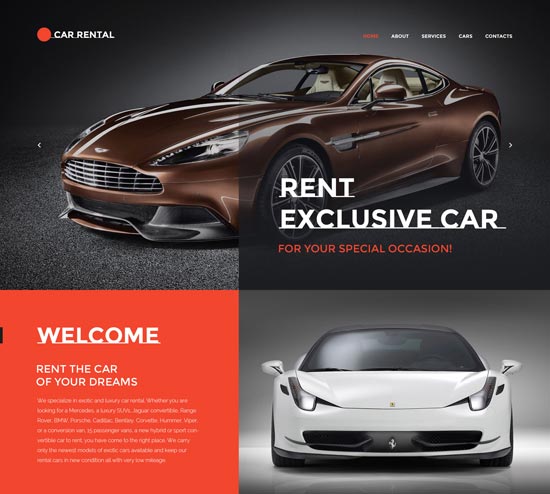 CAR RENTAL
HOME ABOUT SERVICES CARS CONTACTS
RENT
EXCLUSIVE CAR
FOR YOUR SPECIAL OCCASION!
WELCOME
RENT THE CAR
OF YOUR DREAMS
We specialize in exotic and luxury car rental. Whether you are
looking for a Mercedes, a luxury SUVs, Jaguar convertible, Range
Rover, BMW, Porsche, Cadillac, Bentley, Corvette, Hummer, Viper,
or a conversion van, 15 passenger vans, a new hybrid or sport con
vertible car to rent, you have come to the right place. We carry
only the newest models of exotic cars available and keep our
rental cars in new condition all with very low mileage.